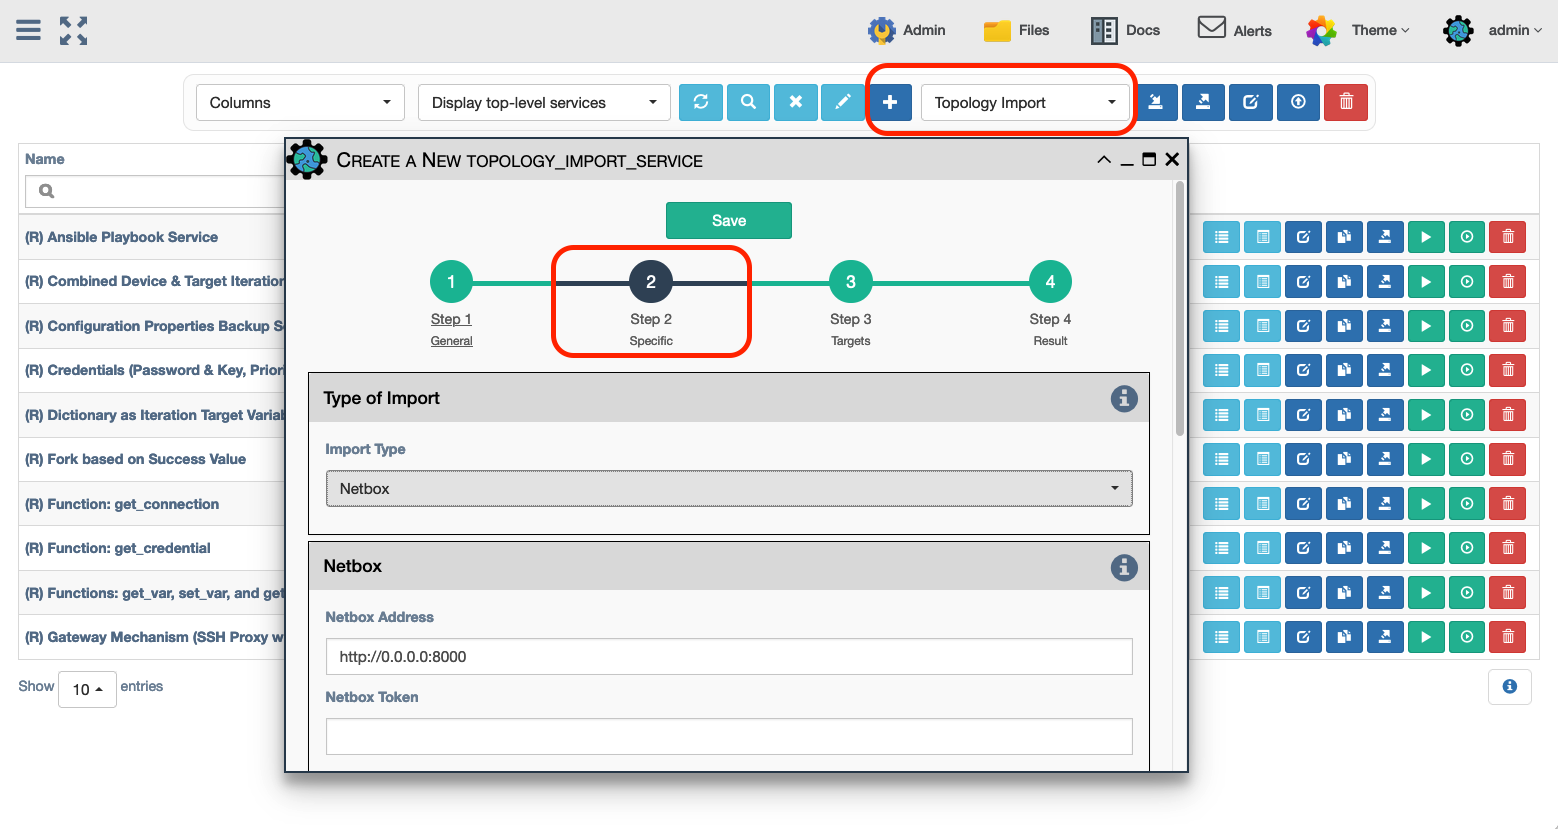 Admin
Files
Docs
Alerts
Theme
admin
Columns
Display top-level services
Topology Import
Name
CREATE A NEW TOPOLOGY_IMPORT_SERVICE
Save
1
2
3
4
Step 1
Step 2
Step 3
Step 4
General
Specific
Targets
Result
Type of Import
Import Type
Netbox
Netbox
Netbox Address
http://0.0.0.0:8000
Netbox Token
(R) Ansible Playbook Service
(R) Combined Device & Target Iteration
(R) Configuration Properties Backup S
(R) Credentials (Password & Key, Prior
(R) Dictionary as Iteration Target Varia
(R) Fork based on Success Value
(R) Function: get_connection
(R) Function: get_credential
(R) Functions: get_var, set_var, and get
(R) Gateway Mechanism (SSH Proxy w
Show 10 entries